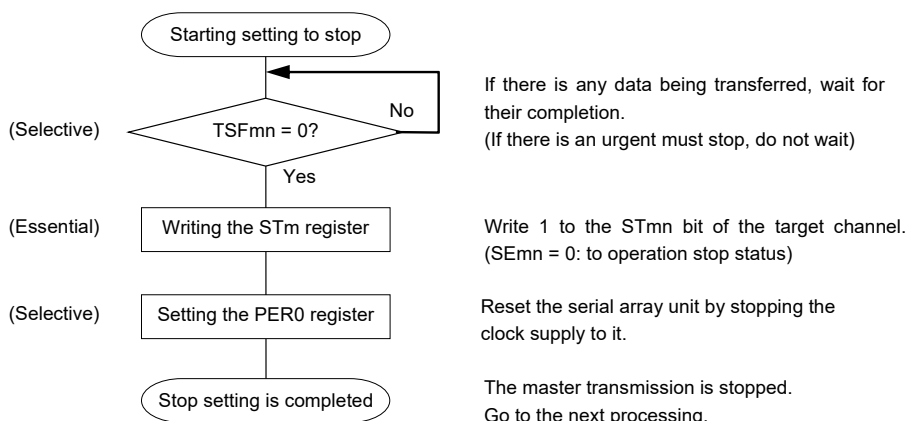 Starting setting to stop
No
If there is any data being transferred, wait for
their completion.
(If there is an urgent must stop, do not wait)
(Selective)
TSFmn = 0?
Yes
(Essential)
Writing the STm register
Write 1 to the STmn bit of the target channel.
(SEmn = 0: to operation stop status)
(Selective)
Setting the PER0 register
Reset the serial array unit by stopping the
clock supply to it.
Stop setting is completed
The master transmission is stopped.
Go to the next processing.